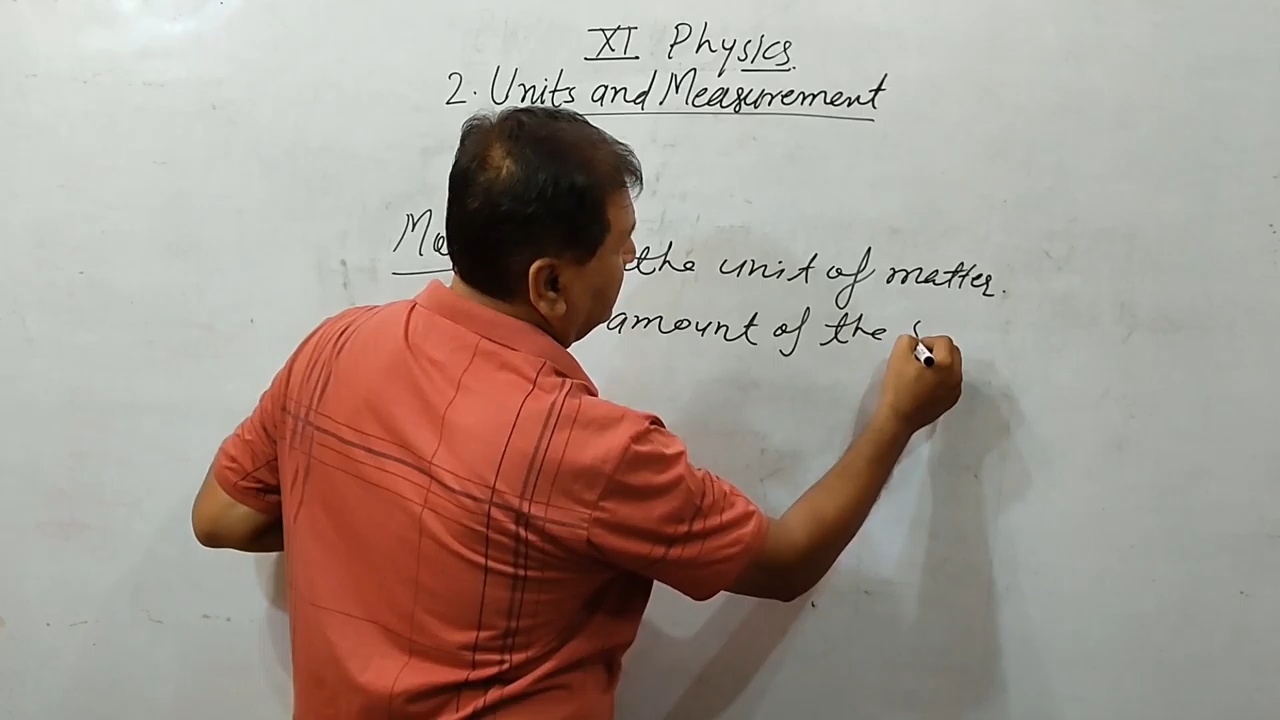 XI Physics
2. Units and Measurement
the unit of matter.
amount of the